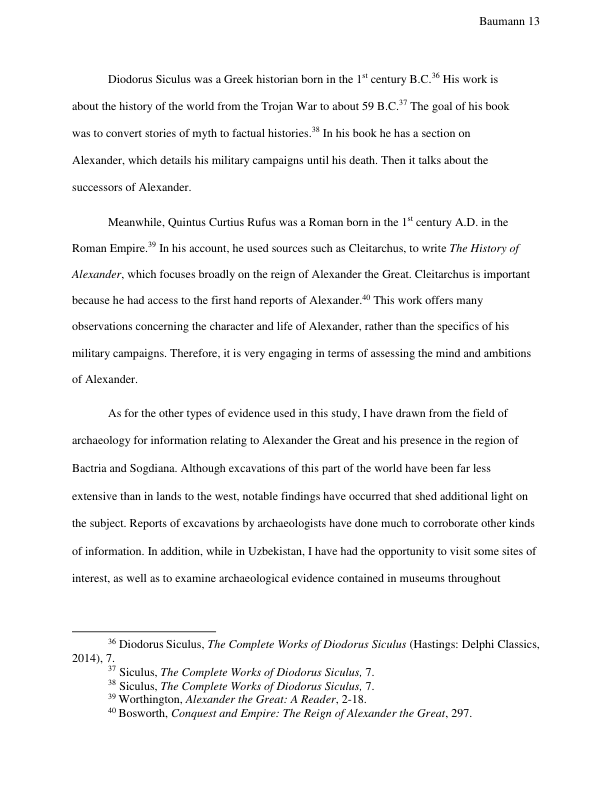 Baumann 13
Diodorus Siculus was a Greek historian born in the 1st century B.C.36 His work is
about the history of the world from the Trojan War to about 59 B.C.37 The goal of his book
was to convert stories of myth to factual histories.38 In his book he has a section on
Alexander, which details his military campaigns until his death. Then it talks about the
successors of Alexander.
Meanwhile, Quintus Curtius Rufus was a Roman born in the 1st century A.D. in the
Roman Empire.39 In his account, he used sources such as Cleitarchus, to write The History of
Alexander, which focuses broadly on the reign of Alexander the Great. Cleitarchus is important
because he had access to the first hand reports of Alexander.40 This work offers many
observations concerning the character and life of Alexander, rather than the specifics of his
military campaigns. Therefore, it is very engaging in terms of assessing the mind and ambitions
of Alexander.
As for the other types of evidence used in this study, I have drawn from the field of
archaeology for information relating to Alexander the Great and his presence in the region of
Bactria and Sogdiana. Although excavations of this part of the world have been far less
extensive than in lands to the west, notable findings have occurred that shed additional light on
the subject. Reports of excavations by archaeologists have done much to corroborate other kinds
of information. In addition, while in Uzbekistan, I have had the opportunity to visit some sites of
interest, as well as to examine archaeological evidence contained in museums throughout
36 Diodorus Siculus, The Complete Works of Diodorus Siculus (Hastings: Delphi Classics,
2014), 7.
37 Siculus, The Complete Works of Diodorus Siculus, 7.
38 Siculus, The Complete Works of Diodorus Siculus, 7.
39 Worthington, Alexander the Great: A Reader, 2-18.
40 Bosworth, Conquest and Empire: The Reign of Alexander the Great, 297.